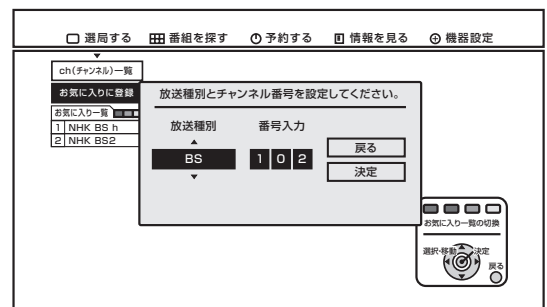 選局する 番組を探す 予約する 情報を見る 機器設定
ch(チャンネル)一覧
お気に入りに登録
お気に入り一覧
1 NHK BS h
2 NHK BS2
放送種別とチャンネル番号を設定してください。
放送種別 番号入力
BS 1 0 2
戻る
決定
お気に入り一覧の切換
選択・移動 決定
戻る